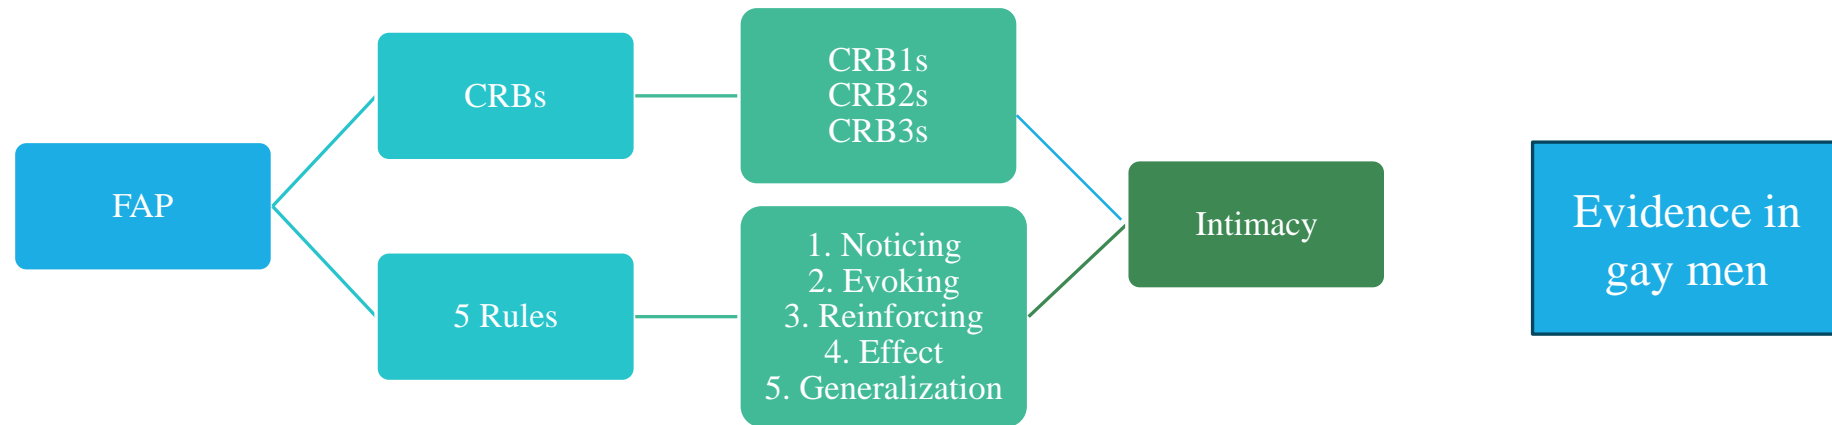 FAP
CRBs
5 Rules
CRB1s
CRB2s
CRB3s
1. Noticing
2. Evoking
3. Reinforcing
4. Effect
5. Generalization
Intimacy
Evidence in
gay men